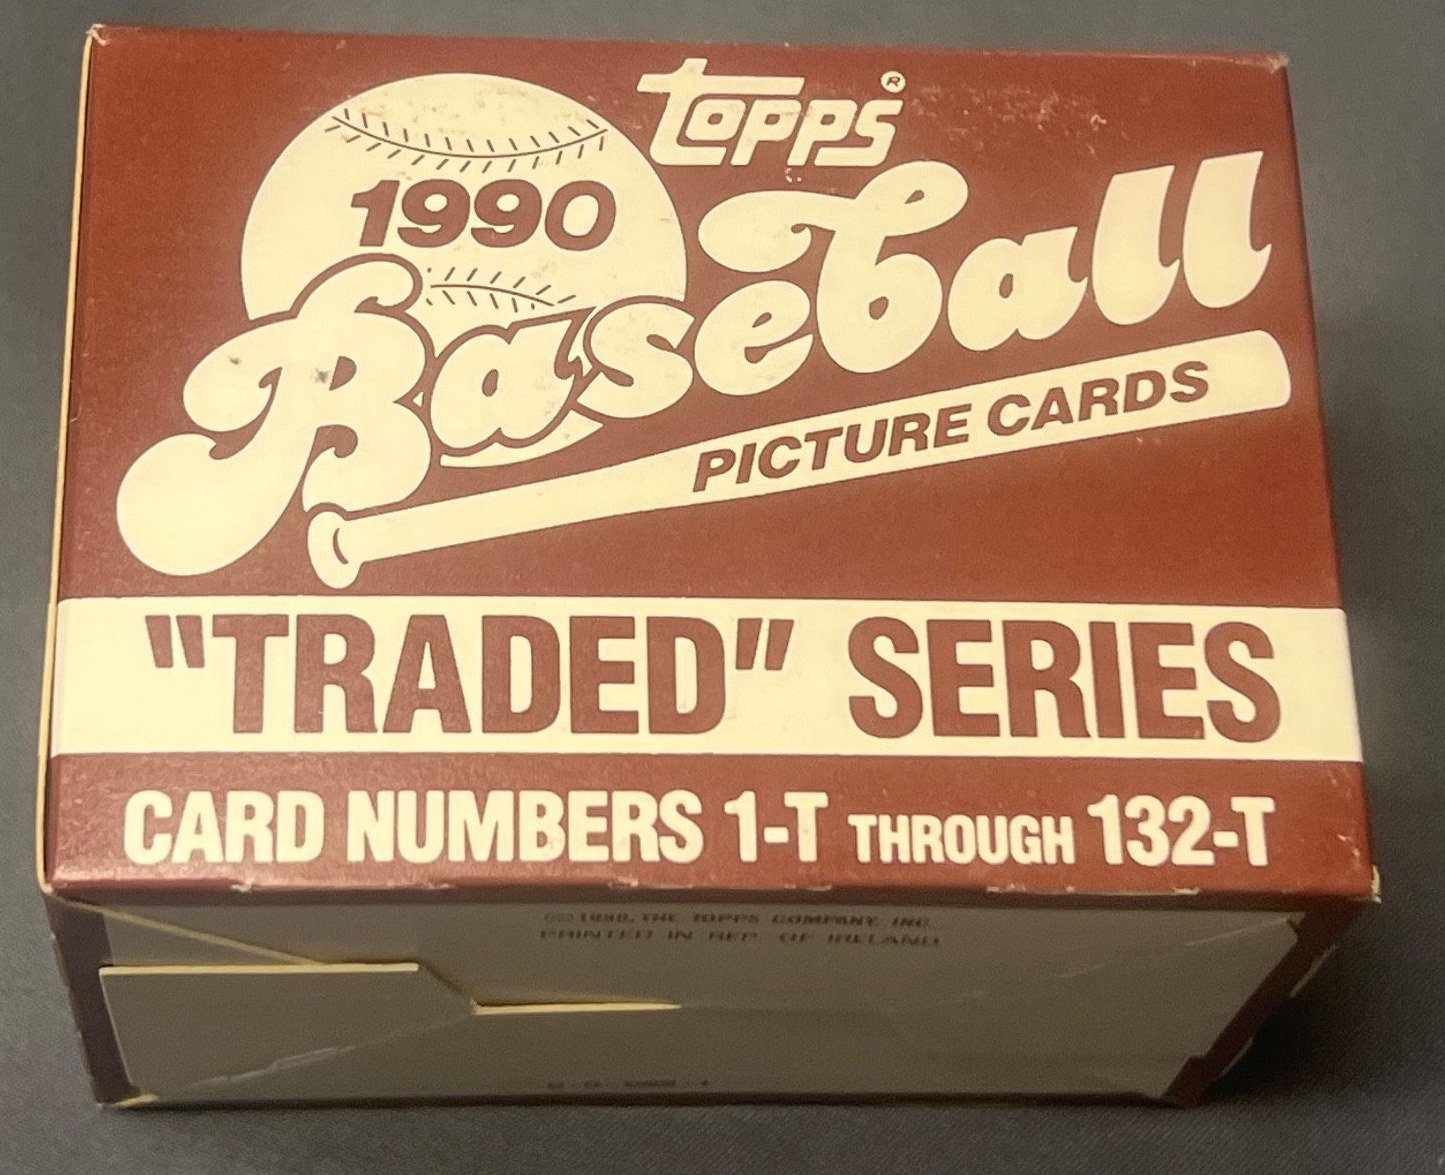 TOPPS®
1990
Baseball
PICTURE CARDS
"TRADED" SERIES
CARD NUMBERS 1-T THROUGH 132-T
© 1990, THE TOPPS COMPANY INC
PRINTED IN REP. OF IRELAND